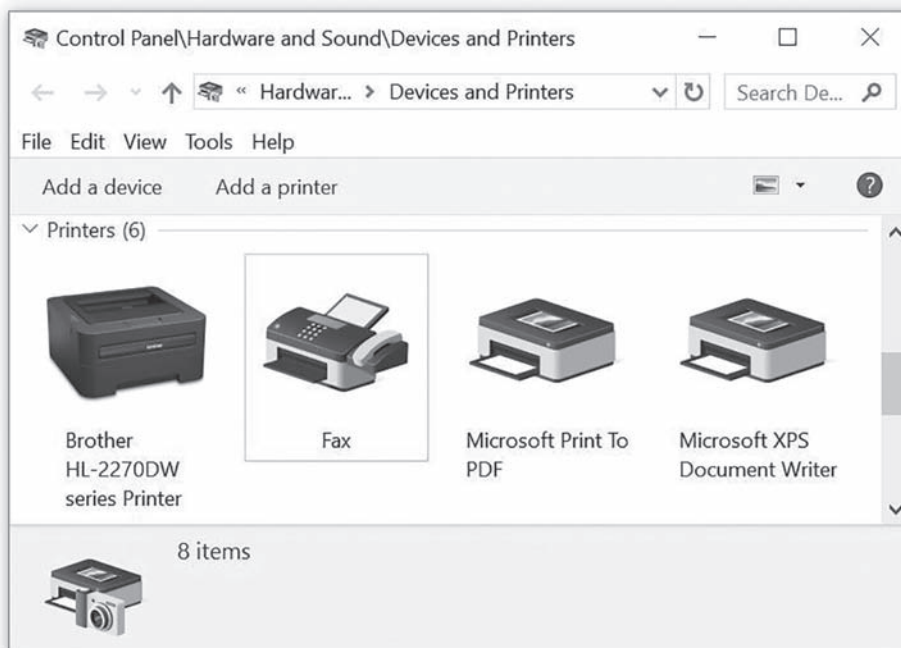 Control Panel\Hardware and Sound\Devices and Printers
« Hardwar... > Devices and Printers
Search De...
File Edit View Tools Help
Add a device Add a printer
?
Printers (6)
brother
Brother
HL-2270DW
series Printer
Fax
Microsoft Print To
PDF
Microsoft XPS
Document Writer
8 items